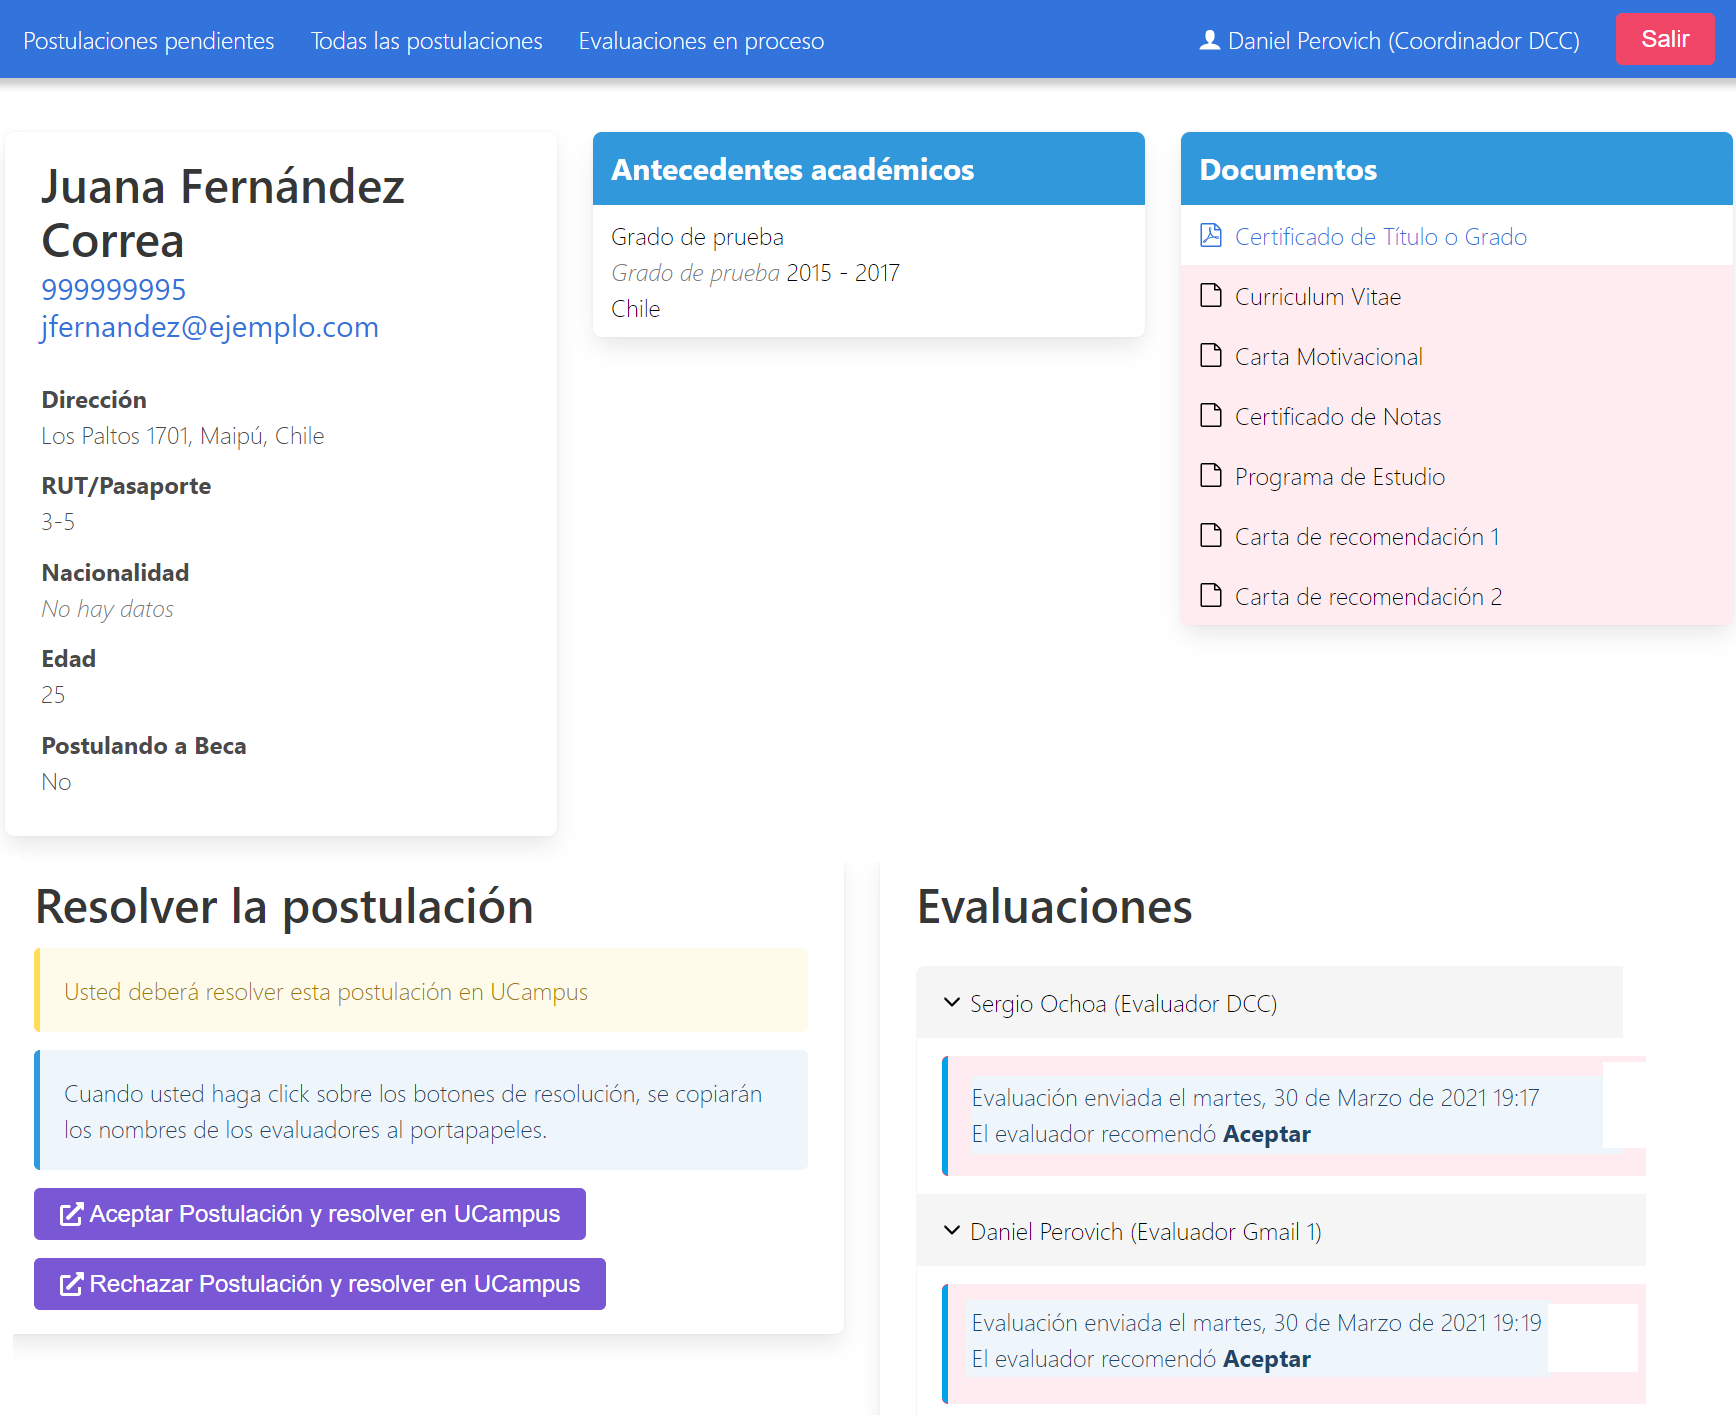 Postulaciones pendientes
Todas las postulaciones
Evaluaciones en proceso
Daniel Perovich (Coordinador DCC)
Salir
Juana Fernández
Correa
999999995
jfernandez@ejemplo.com
Dirección
Los Paltos 1701, Maipú, Chile
RUT/Pasaporte
3-5
Nacionalidad
No hay datos
Edad
25
Postulando a Beca
No
Antecedentes académicos
Grado de prueba
Grado de prueba 2015 - 2017
Chile
Documentos
Certificado de Título o Grado
Curriculum Vitae
Carta Motivacional
Certificado de Notas
Programa de Estudio
Carta de recomendación 1
Carta de recomendación 2
Resolver la postulación
Usted deberá resolver esta postulación en UCampus
Cuando usted haga click sobre los botones de resolución, se copiarán
los nombres de los evaluadores al portapapeles.
Aceptar Postulación y resolver en UCampus
Rechazar Postulación y resolver en UCampus
Evaluaciones
Sergio Ochoa (Evaluador DCC)
Evaluación enviada el martes, 30 de Marzo de 2021 19:17
El evaluador recomendó Aceptar
Daniel Perovich (Evaluador Gmail 1)
Evaluación enviada el martes, 30 de Marzo de 2021 19:19
El evaluador recomendó Aceptar